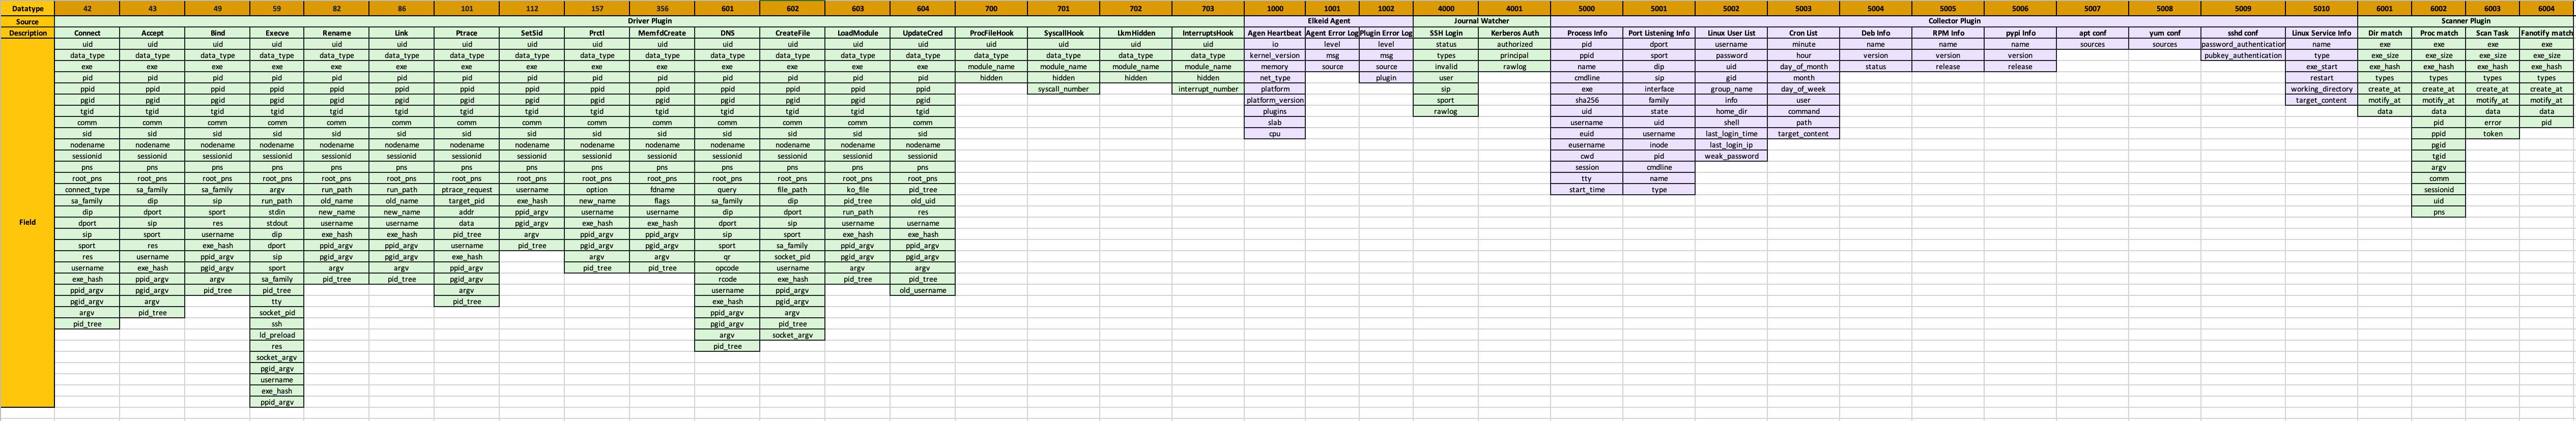 Datatype 42 43 49 59 82 86 101 112 157 356 601 602 603 604 700 701 702 703 1000 1001 1002 4000 4001 5000 5001 5002 5003 5004 5005 5006 5007 5008 5009 5010 6001 6002 6003 6004
Source Driver Plugin Elkeid Agent Journal Watcher Collector Plugin Scanner Plugin
Description Connect Accept Bind Execve Rename Link Ptrace SetSid Prctl MemfdCreate DNS CreateFile LoadModule UpdateCred ProcFileHook SyscallHook LkmHidden InterruptsHook Agen Heartbeat Agent Error Log Plugin Error Log SSH Login Kerberos Auth Process Info Port Listening Info Linux User List Cron List Deb Info RPM Info pypi Info apt conf yum conf sshd conf Linux Service Info Dir match Proc match Scan Task Fanotify match
uid uid uid uid uid uid uid uid uid uid uid uid uid uid uid uid uid uid io level level status authorized pid dport username minute name name name sources sources password_authentication name exe exe exe exe
data_type data_type data_type data_type data_type data_type data_type data_type data_type data_type data_type data_type data_type data_type data_type data_type data_type data_type kernel_version msg msg types principal ppid sport password hour version version version pubkey_authentication type exe_size exe_size exe_size exe_size
exe exe exe exe exe exe exe exe exe exe exe exe exe exe module_name module_name module_name module_name memory source source invalid rawlog name dip uid day_of_month status release release exe_start exe_hash exe_hash exe_hash exe_hash
pid pid pid pid pid pid pid pid pid pid pid pid pid pid hidden hidden hidden hidden net_type plugin user cmdline sip gid month restart types types types types
ppid ppid ppid ppid ppid ppid ppid ppid ppid ppid ppid ppid ppid ppid syscall_number interrupt_number platform sip exe interface group_name day_of_week working_directory create_at create_at create_at create_at
pgid pgid pgid pgid pgid pgid pgid pgid pgid pgid pgid pgid pgid pgid platform_version sport sha256 family info user target_content motify_at motify_at motify_at motify_at
tgid tgid tgid tgid tgid tgid tgid tgid tgid tgid tgid tgid tgid tgid plugins rawlog uid state home_dir command data data data data
comm comm comm comm comm comm comm comm comm comm comm comm comm comm slab username uid shell path pid error pid
sid sid sid sid sid sid sid sid sid sid sid sid sid sid cpu euid username last_login_time target_content ppid token
nodename nodename nodename nodename nodename nodename nodename nodename nodename nodename nodename nodename nodename nodename eusername inode last_login_ip pgid
sessionid sessionid sessionid sessionid sessionid sessionid sessionid sessionid sessionid sessionid sessionid sessionid sessionid sessionid cwd pid weak_password tgid
pns pns pns pns pns pns pns pns pns pns pns pns pns pns session cmdline argv
root_pns root_pns root_pns root_pns root_pns root_pns root_pns root_pns root_pns root_pns root_pns root_pns root_pns root_pns tty name comm
connect_type sa_family sa_family argv run_path run_path ptrace_request username option fdname query file_path ko_file pid_tree start_time type sessionid
sa_family dip sip run_path old_name old_name target_pid exe_hash new_name flags sa_family dip pid_tree old_uid uid
dip dport sport stdin new_name new_name addr ppid_argv username username dip dport run_path res pns
Field dport sip res stdout username username data pgid_argv exe_hash exe_hash dport sip username username
sip sport username dip exe_hash exe_hash pid_tree argv ppid_argv ppid_argv sip sport exe_hash exe_hash
sport res exe_hash dport ppid_argv ppid_argv username pid_tree pgid_argv pgid_argv sport sa_family ppid_argv ppid_argv
res username ppid_argv sip pgid_argv pgid_argv exe_hash argv argv qr socket_pid pgid_argv pgid_argv
username exe_hash pgid_argv sport argv argv ppid_argv pid_tree pid_tree opcode username argv argv
exe_hash ppid_argv argv sa_family pid_tree pid_tree pgid_argv rcode exe_hash pid_tree pid_tree
ppid_argv pgid_argv pid_tree pid_tree argv username ppid_argv old_username
pgid_argv argv tty pid_tree exe_hash pgid_argv
argv pid_tree socket_pid ppid_argv argv
pid_tree ssh pgid_argv pid_tree
ld_preload argv socket_argv
res pid_tree
socket_argv
pgid_argv
username
exe_hash
ppid_argv